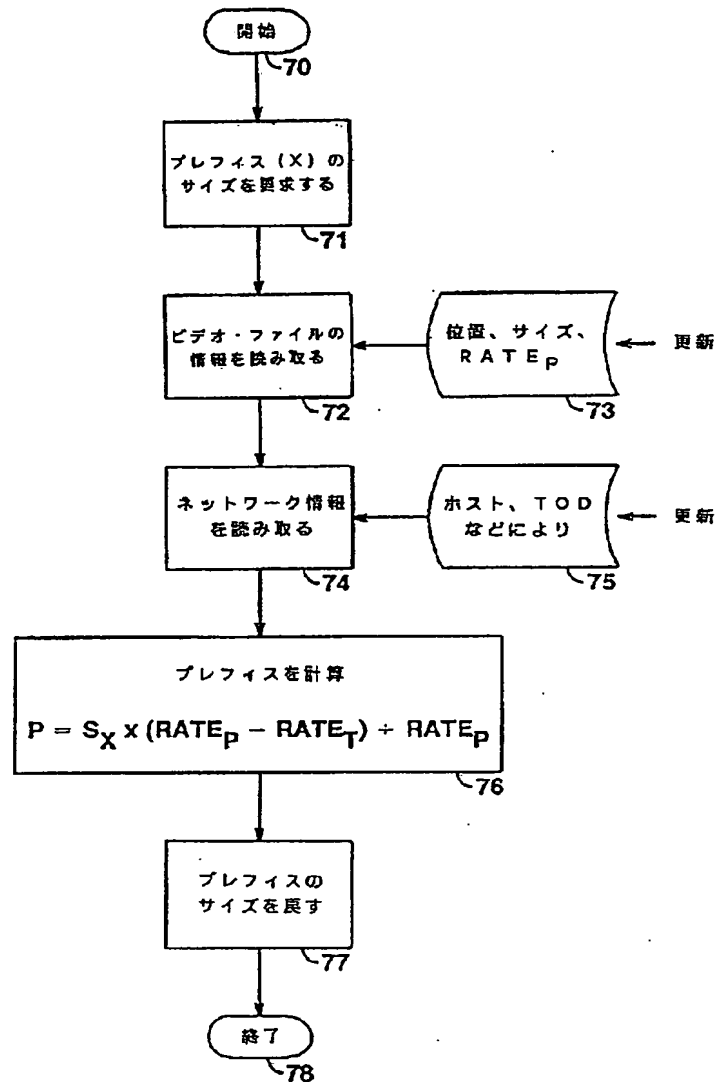 開始
70
プレフィス (X) の
サイズを要求する
71
ビデオ・ファイルの
情報を読み取る
72
位置、サイズ、
RATEP
73
更新
ネットワーク情報
を読み取る
74
ホスト、TOD
などにより
75
更新
プレフィスを計算
P = SX x (RATEP − RATET) ÷ RATEP
76
プレフィスの
サイズを戻す
77
終了
78